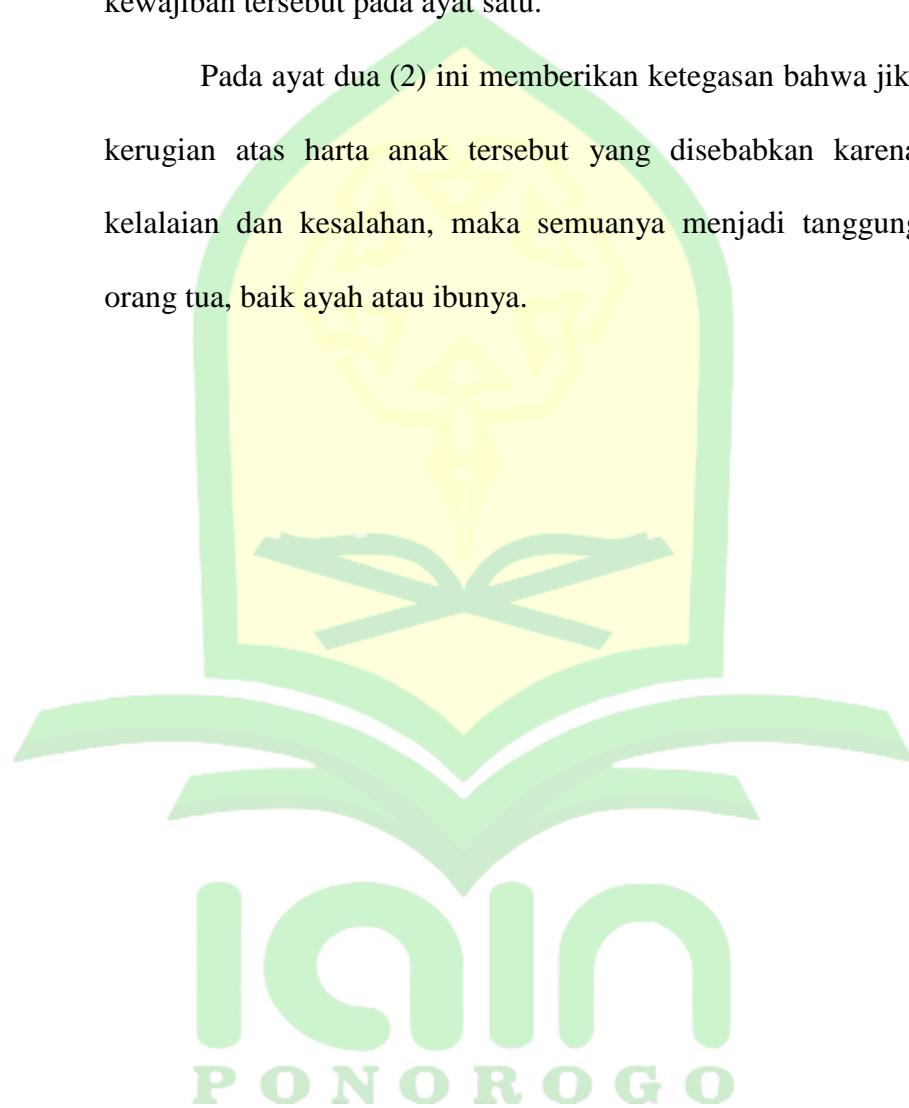 kewajiban tersebut pada ayat satu.
Pada ayat dua (2) ini memberikan ketegasan bahwa jik
kerugian atas harta anak tersebut yang disebabkan karena
kelalaian dan kesalahan, maka semuanya menjadi tanggung
orang tua, baik ayah atau ibunya.
iain
PONOROGO